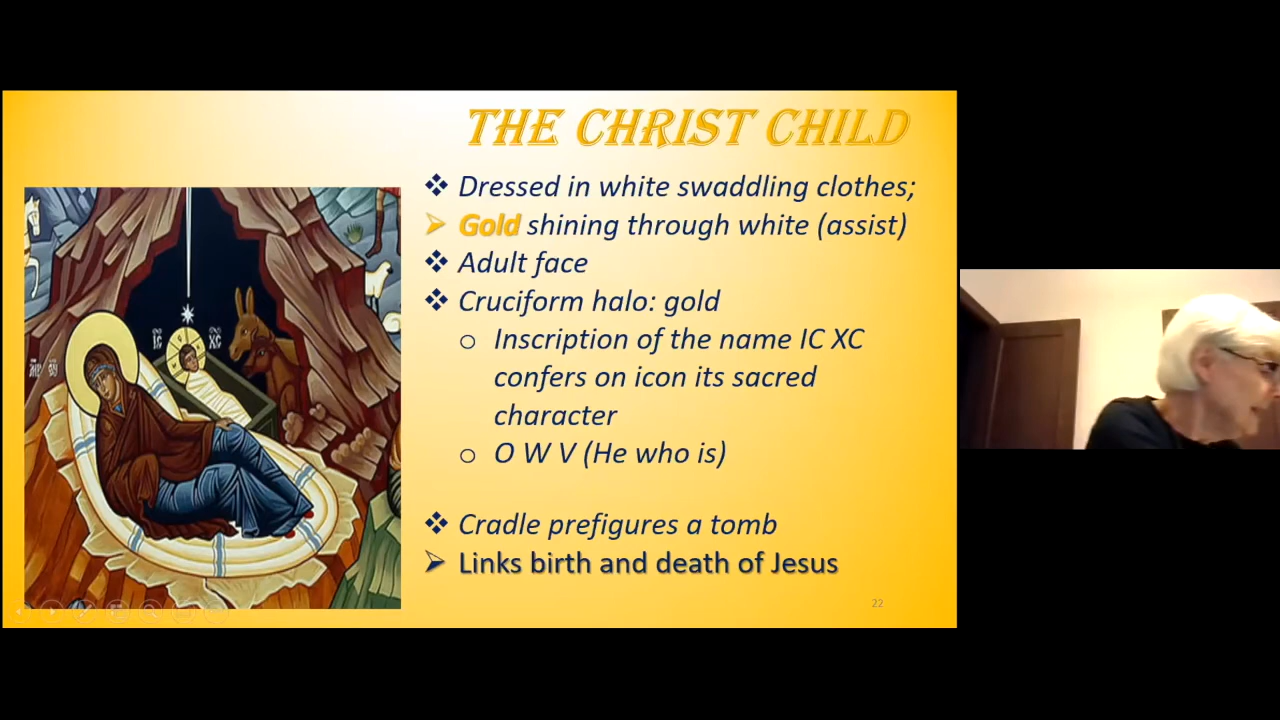 THE CHRIST CHILD
Dressed in white swaddling clothes;
Gold shining through white (assist)
Adult face
Cruciform halo: gold
Inscription of the name IC XC
confers on icon its sacred
character
O W V (He who is)
Cradle prefigures a tomb
Links birth and death of Jesus
22
IC XC